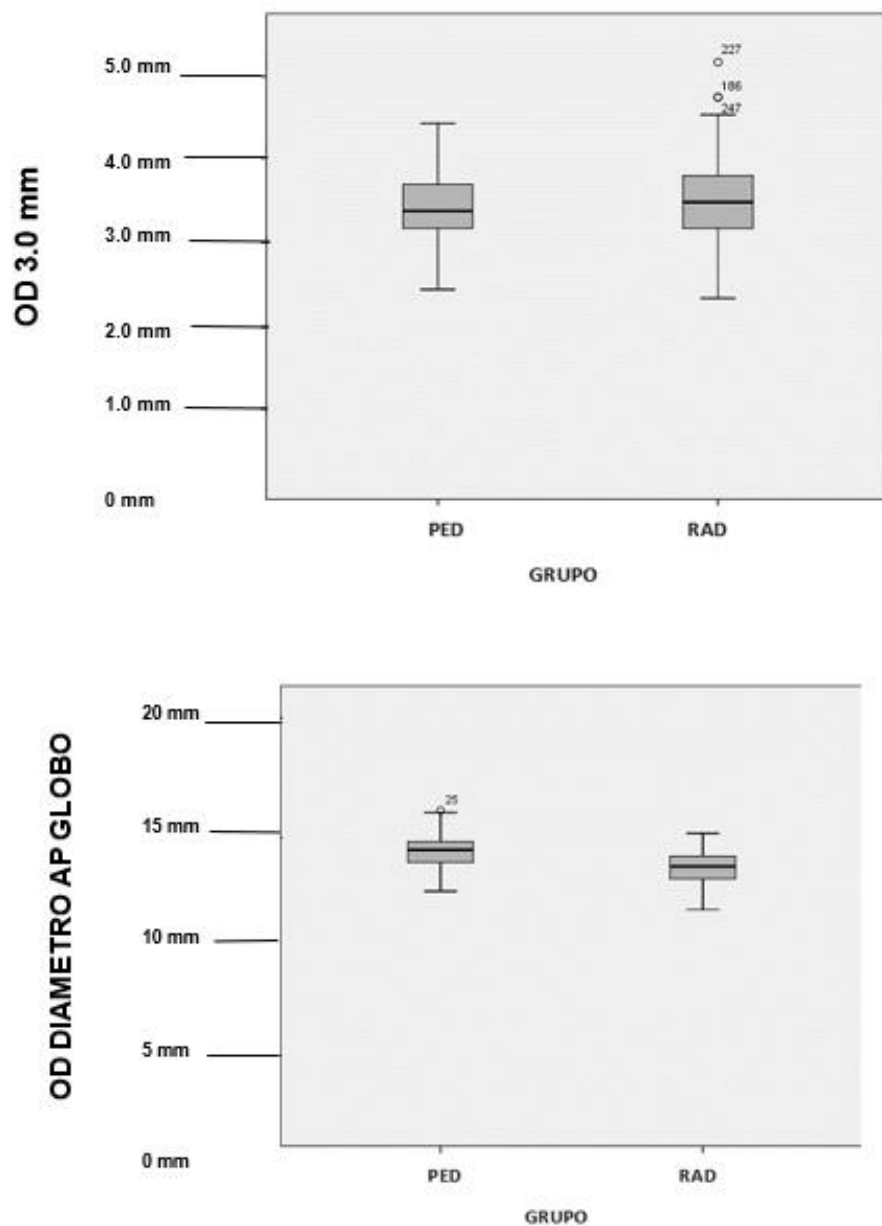 OD 3.0 mm
5.0 mm
4.0 mm
3.0 mm
2.0 mm
1.0 mm
0 mm
227
186
247
PED RAD
GRUPO
OD DIAMETRO AP GLOBO
20 mm
15 mm
10 mm
5 mm
0 mm
25
PED RAD
GRUPO